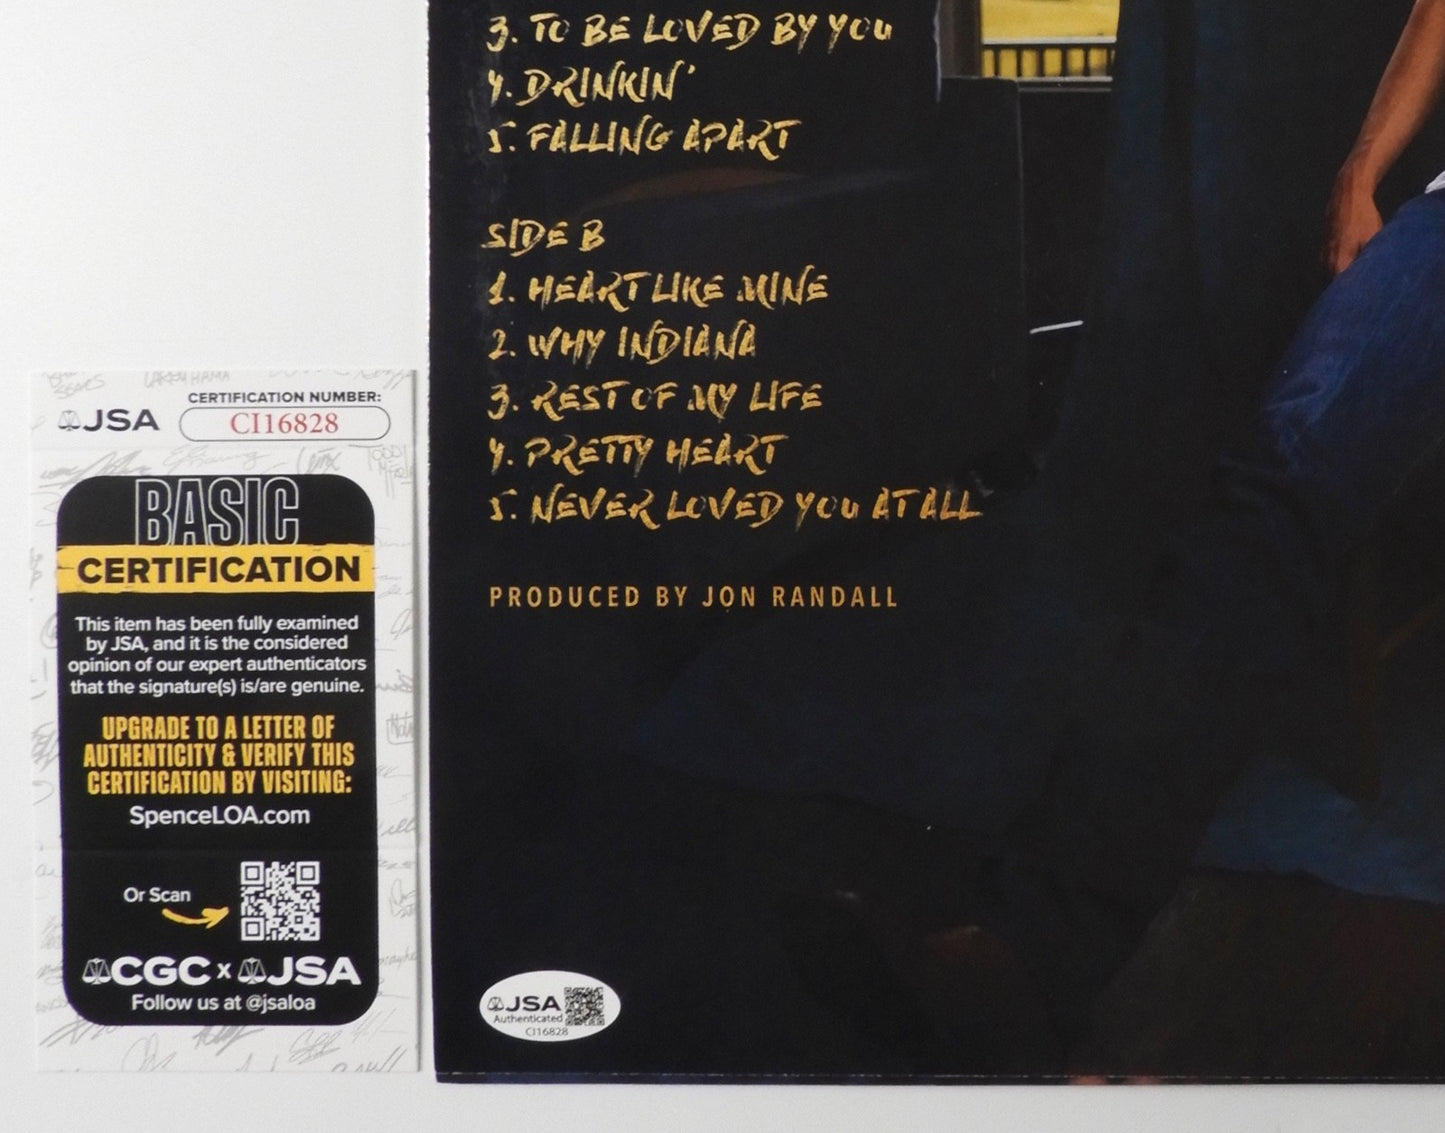 3. TO BE LOVED BY YOU
4. DRINKIN'
5. FALLING APART
SIDE B
1. HEART LIKE MINE
2. WHY INDIANA
3. REST OF MY LIFE
4. PRETTY HEART
5. NEVER LOVED YOU AT ALL
PRODUCED BY JON RANDALL
JSA
CERTIFICATION NUMBER:
CI16828
BASIC
CERTIFICATION
This item has been fully examined
by JSA, and it is the considered
opinion of our expert authenticators
that the signature(s) is/are genuine.
UPGRADE TO A LETTER OF
AUTHENTICITY & VERIFY THIS
CERTIFICATION BY VISITING:
SpenceLOA.com
Or Scan
CGC x JSA
Follow us at @jsaloa
JSA
Authenticated
CI16828